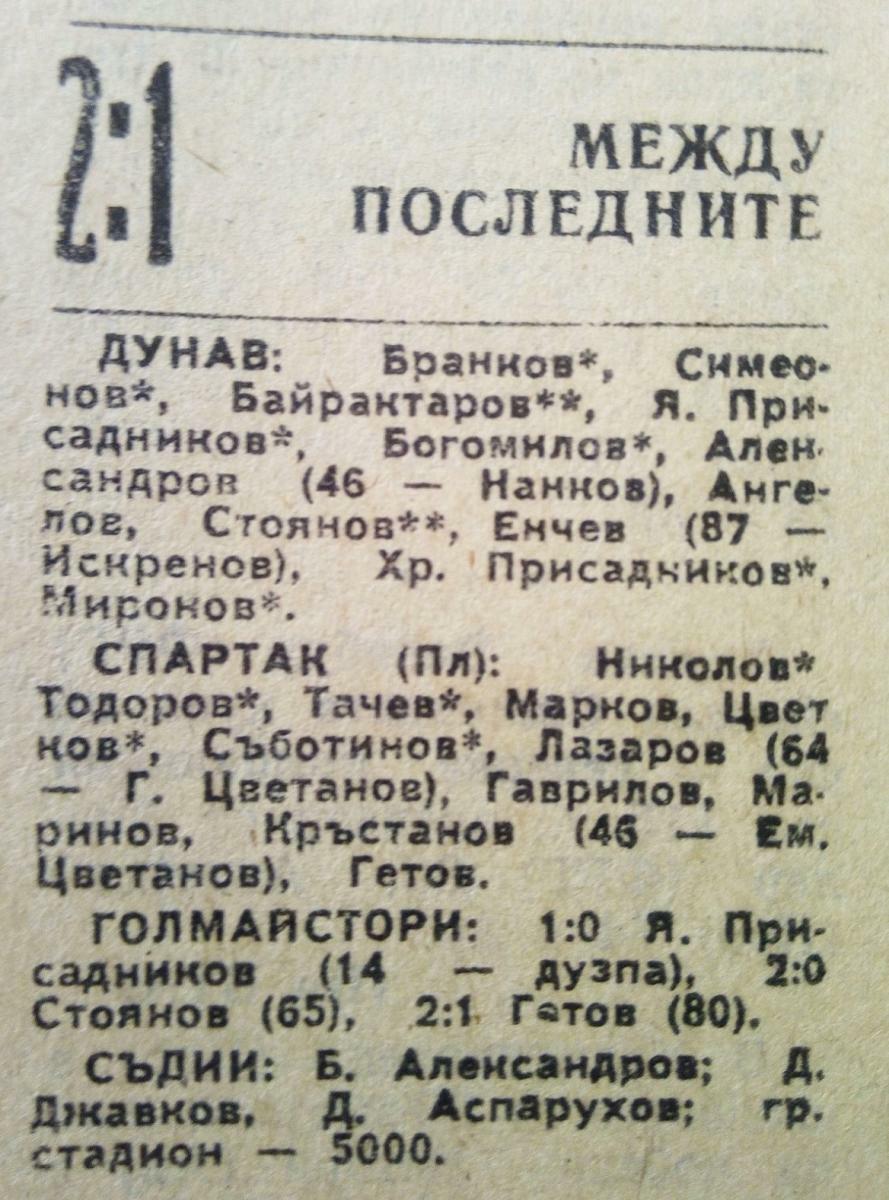 2:1
МЕЖДУ
ПОСЛЕДНИТЕ
ДУНАВ: Бранков*, Симео-
нов*, Байрактаров**, Я. При-
садников*, Богомилов*, Алек-
сандров (46 — Нанков), Анге-
лов, Стоянов**, Енчев (87 —
Искренов), Хр. Присадников*,
Миронов*.
СПАРТАК (Пл): Николов*
Тодоров*, Тачев*, Марков, Цвет
ков*, Съботинов*, Лазаров (64
— Г. Цветанов), Гаврилов, Ма-
ринов, Кръстанов (46 — Ем.
Цветанов), Гетов.
ГОЛМАЙСТОРИ: 1:0 Я. При-
садников (14 — дузпа), 2:0
Стоянов (65), 2:1 Гетов (80).
СЪДИИ: Б. Александров; Д.
Джавков, Д. Аспарухов; гр.
стадион — 5000.